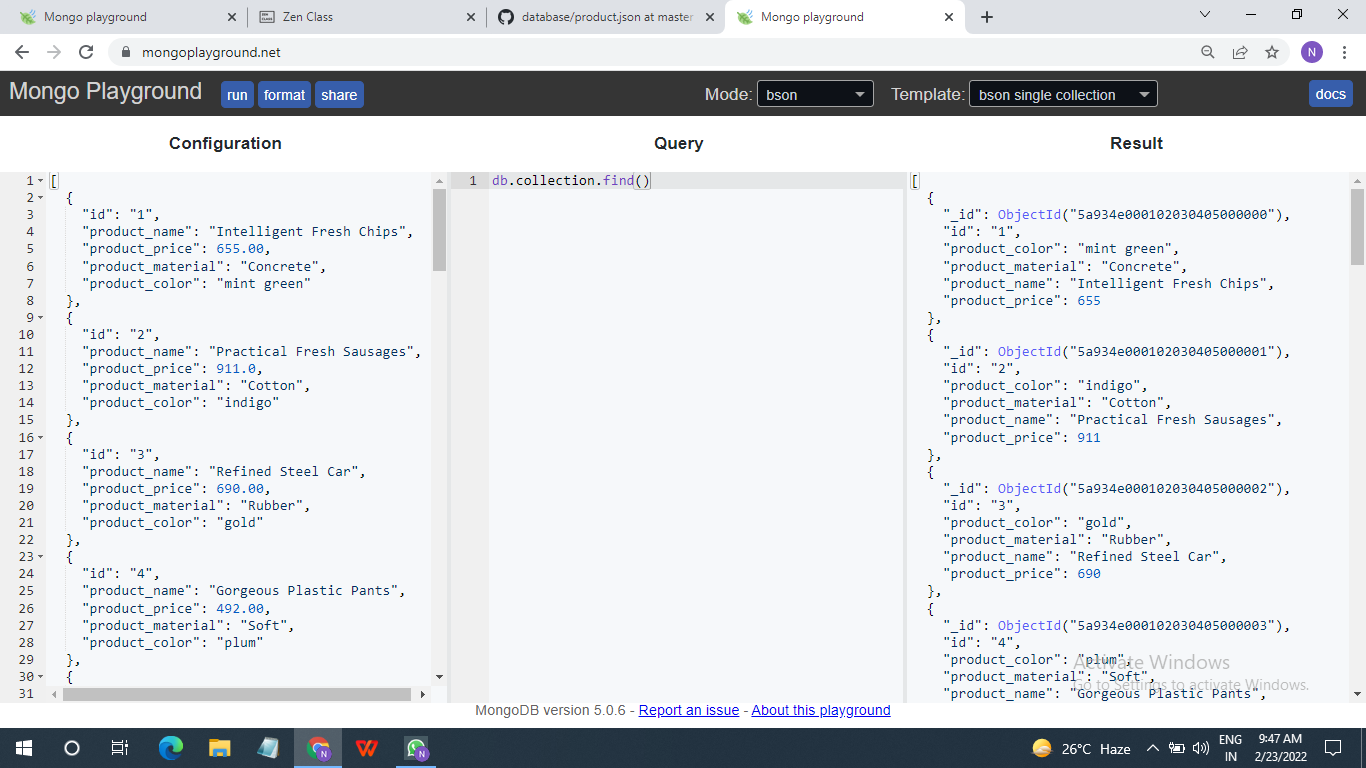 Mongo playground
Zen Class
database/product.json at master
Mongo playground
mongoplayground.net
N
Mongo Playground
run
format
share
Mode:
bson
Template:
bson single collection
docs
Configuration
Query
Result
1 [
2 {
3 "id": "1",
4 "product_name": "Intelligent Fresh Chips",
5 "product_price": 655.00,
6 "product_material": "Concrete",
7 "product_color": "mint green"
8 },
9 {
10 "id": "2",
11 "product_name": "Practical Fresh Sausages",
12 "product_price": 911.0,
13 "product_material": "Cotton",
14 "product_color": "indigo"
15 },
16 {
17 "id": "3",
18 "product_name": "Refined Steel Car",
19 "product_price": 690.00,
20 "product_material": "Rubber",
21 "product_color": "gold"
22 },
23 {
24 "id": "4",
25 "product_name": "Gorgeous Plastic Pants",
26 "product_price": 492.00,
27 "product_material": "Soft",
28 "product_color": "plum"
29 },
30 {
31
1 db.collection.find()
[
{
"_id": ObjectId("5a934e000102030405000000"),
"id": "1",
"product_color": "mint green",
"product_material": "Concrete",
"product_name": "Intelligent Fresh Chips",
"product_price": 655
},
{
"_id": ObjectId("5a934e000102030405000001"),
"id": "2",
"product_color": "indigo",
"product_material": "Cotton",
"product_name": "Practical Fresh Sausages",
"product_price": 911
},
{
"_id": ObjectId("5a934e000102030405000002"),
"id": "3",
"product_color": "gold",
"product_material": "Rubber",
"product_name": "Refined Steel Car",
"product_price": 690
},
{
"_id": ObjectId("5a934e000102030405000003"),
"id": "4",
"product_color": "plum",
"product_material": "Soft",
"product_name": "Gorgeous Plastic Pants",
Activate Windows
Go to Settings to activate Windows.
MongoDB version 5.0.6 - Report an issue - About this playground
26°C Haze
ENG
IN
9:47 AM
2/23/2022